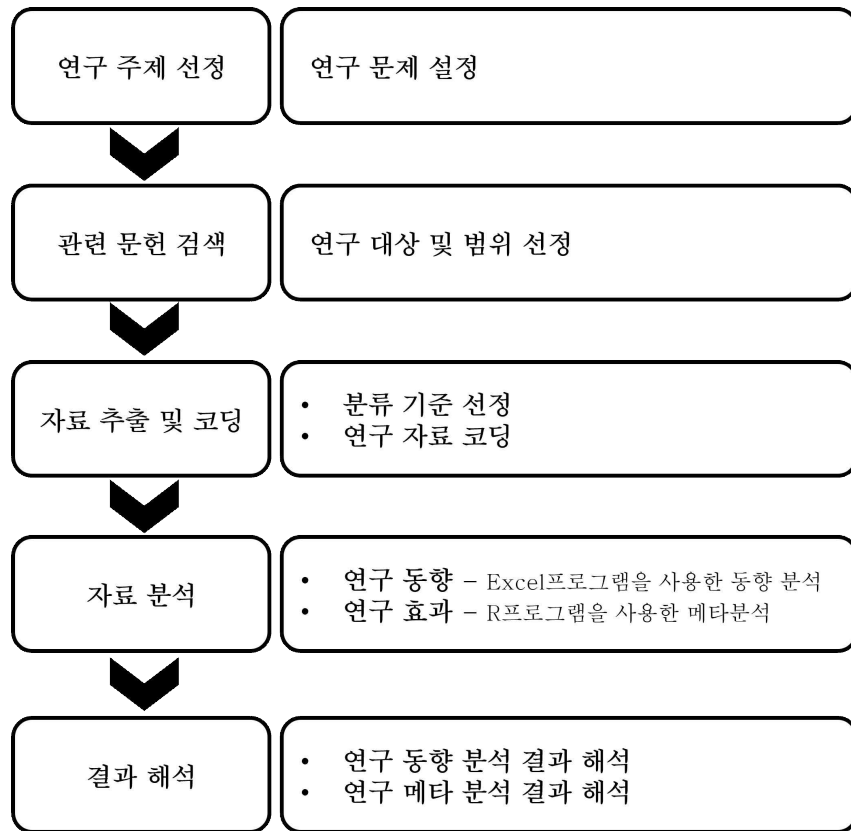 연구 주제 선정
연구 문제 설정
관련 문헌 검색
연구 대상 및 범위 선정
자료 추출 및 코딩
• 분류 기준 선정
• 연구 자료 코딩
자료 분석
• 연구 동향 – Excel프로그램을 사용한 동향 분석
• 연구 효과 – R프로그램을 사용한 메타분석
결과 해석
• 연구 동향 분석 결과 해석
• 연구 메타 분석 결과 해석